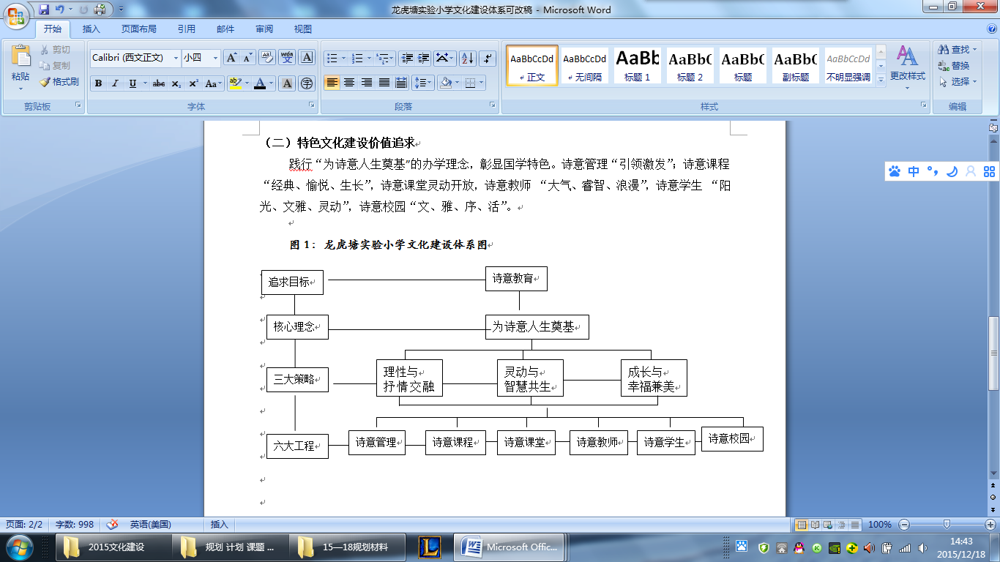 龙虎塘实验小学文化建设体系可改稿 - Microsoft Word
开始 插入 页面布局 引用 邮件 审阅 视图
粘贴
剪切
复制
格式刷
剪贴板
Calibri (西文正文) 小四
wén
A
B I U abc x₂ x² Aa
ab A A 字
字体
段落
AaBbCcDd AaBbCcDd AaBb AaBbC AaBbC AaBbC AaBbCcDd
正文 无间隔 标题 1 标题 2 标题 副标题 不明显强调
更改样式
样式
查找
替换
选择
编辑
（二）特色文化建设价值追求
践行“为诗意人生奠基”的办学理念，彰显国学特色。诗意管理“引领激发”；诗意课程
“经典、愉悦、生长”，诗意课堂灵动开放，诗意教师 “大气、睿智、浪漫”，诗意学生 “阳
光、文雅、灵动”，诗意校园“文、雅、序、活”。
图 1： 龙虎塘实验小学文化建设体系图
追求目标 诗意教育
核心理念 为诗意人生奠基
三大策略
理性与
抒情交融
灵动与
智慧共生
成长与
幸福兼美
六大工程 诗意管理 诗意课程 诗意课堂 诗意教师 诗意学生 诗意校园
中
页面: 2/2 字数: 998 英语(美国) 插入 100%
2015文化建设 规划 计划 课题 ... 15—18规划材料 L Microsoft Offic...
14:43
2015/12/18